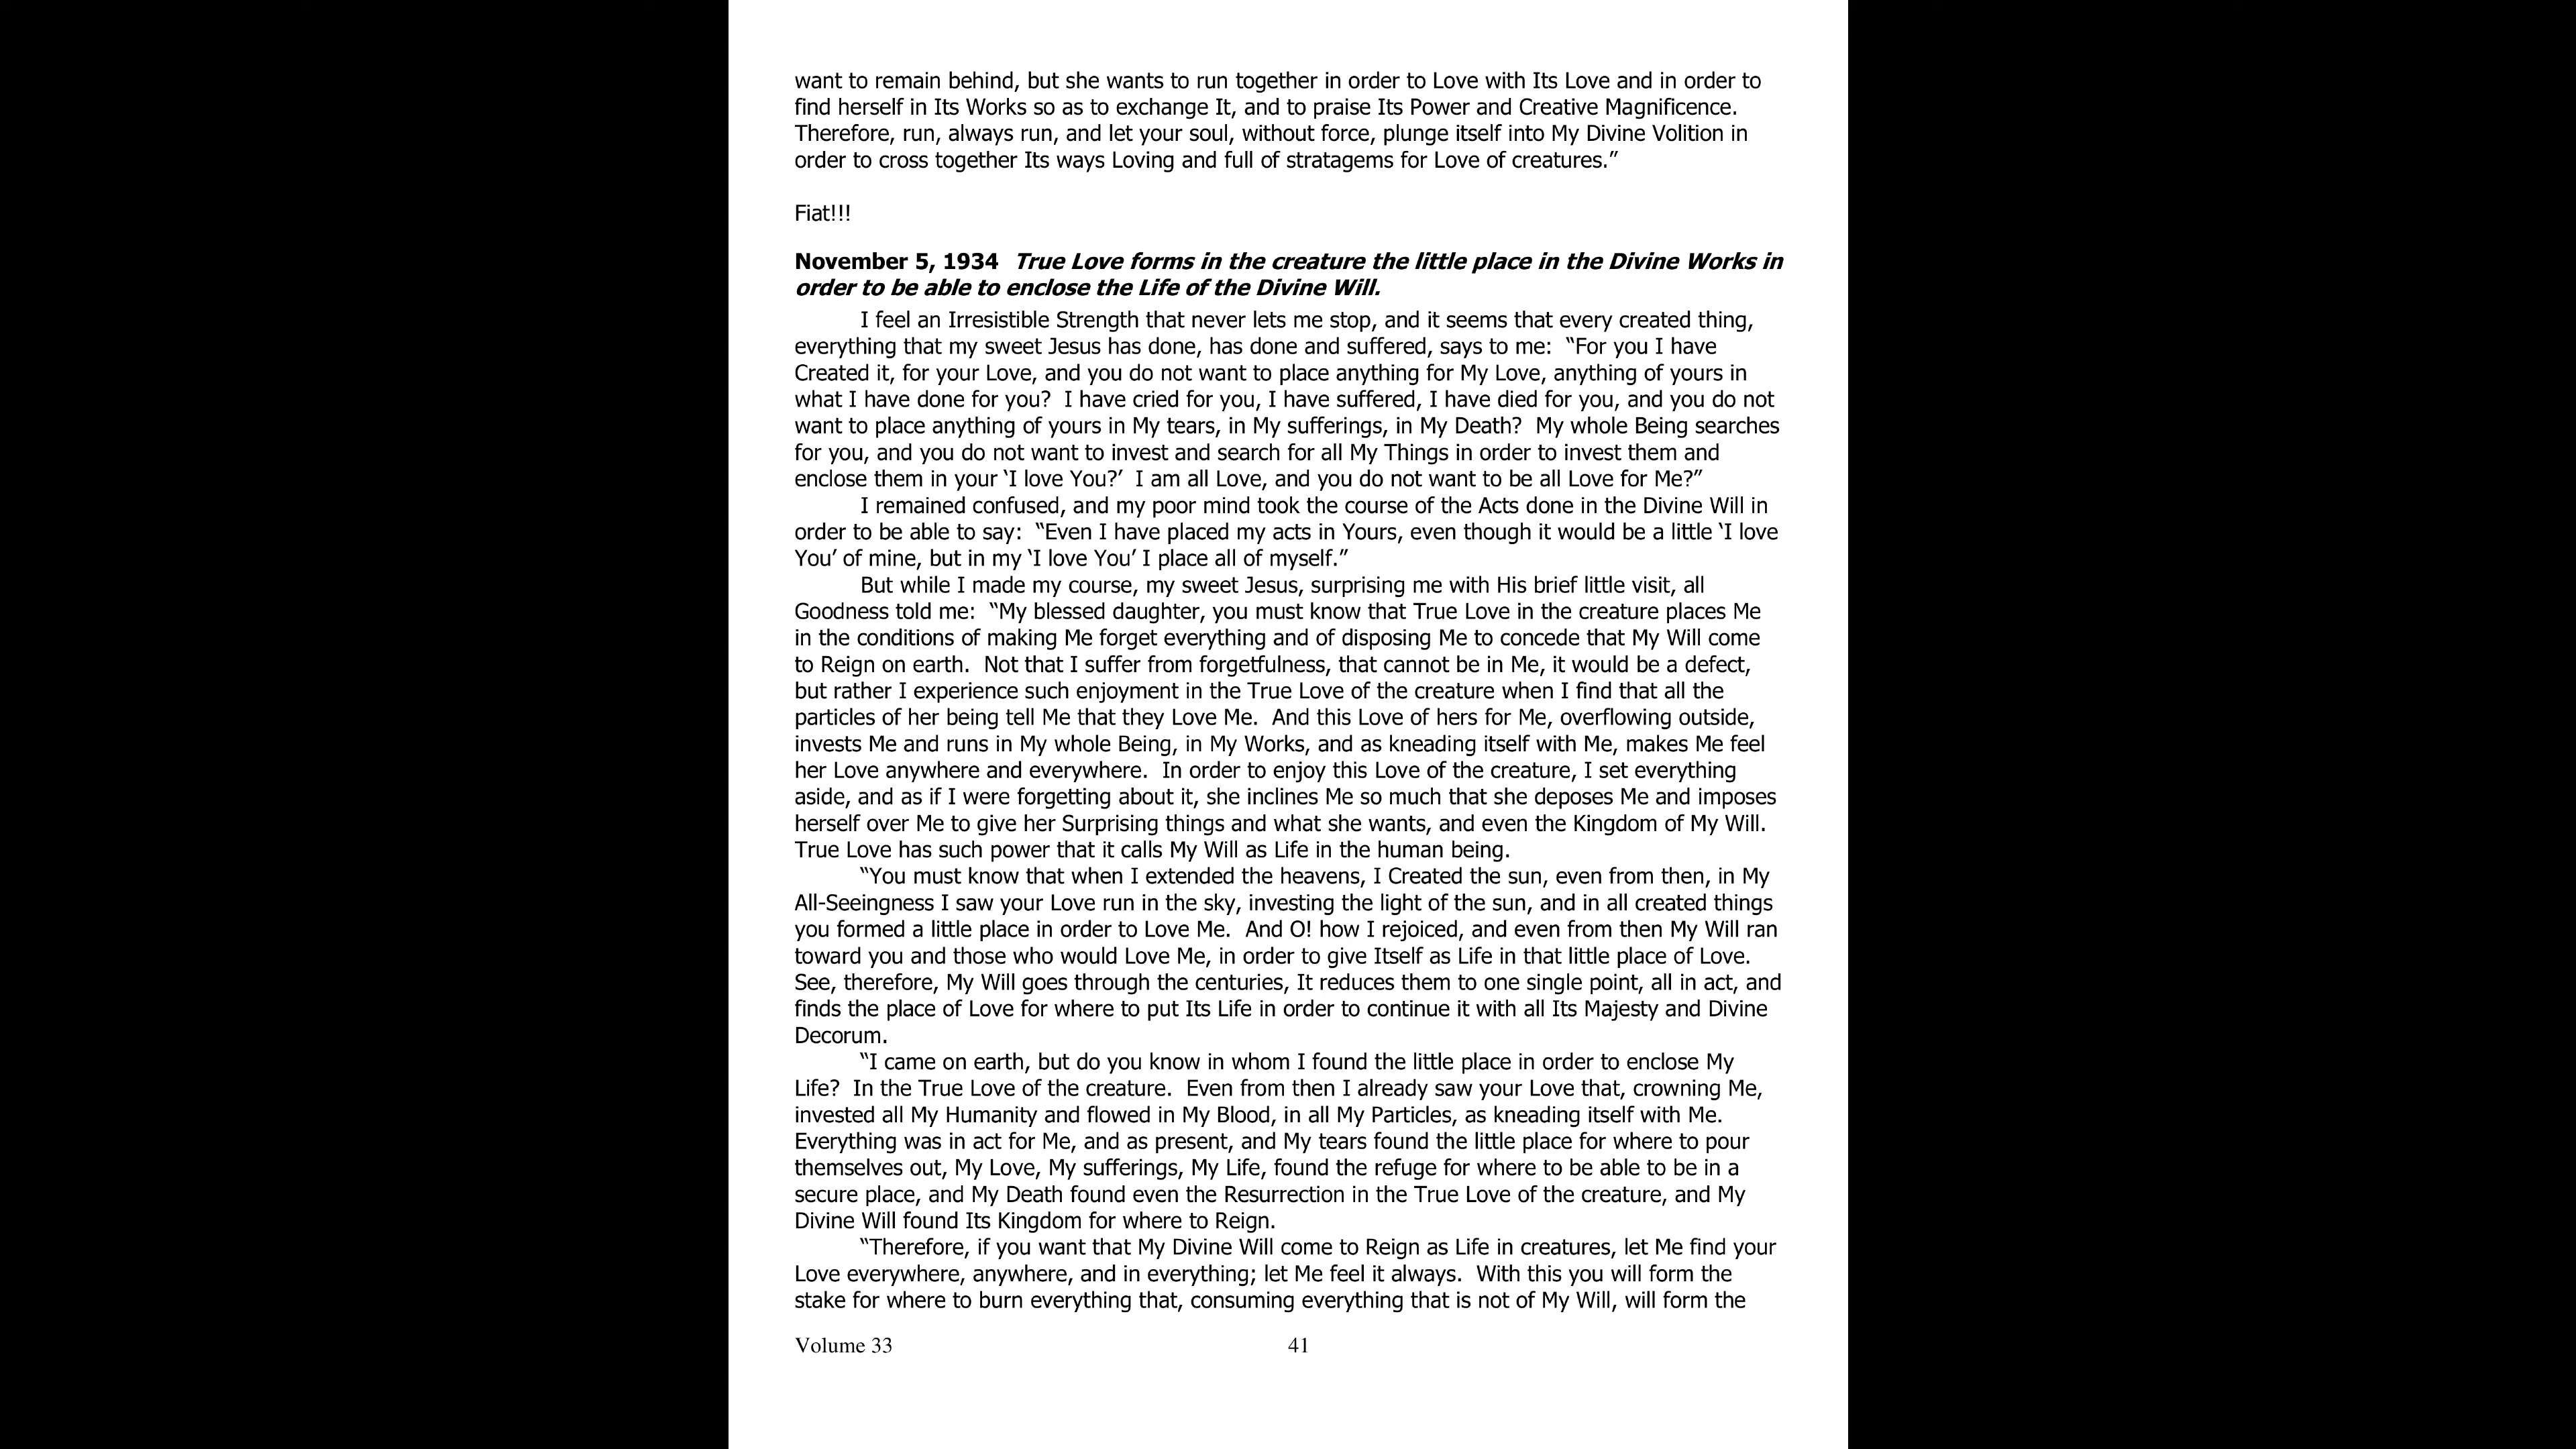 want to remain behind, but she wants to run together in order to Love with Its Love and in order to
find herself in Its Works so as to exchange It, and to praise Its Power and Creative Magnificence.
Therefore, run, always run, and let your soul, without force, plunge itself into My Divine Volition in
order to cross together Its ways Loving and full of stratagems for Love of creatures.”
Fiat!!!
November 5, 1934 True Love forms in the creature the little place in the Divine Works in
order to be able to enclose the Life of the Divine Will.
I feel an Irresistible Strength that never lets me stop, and it seems that every created thing,
everything that my sweet Jesus has done, has done and suffered, says to me: “For you I have
Created it, for your Love, and you do not want to place anything for My Love, anything of yours in
what I have done for you? I have cried for you, I have suffered, I have died for you, and you do not
want to place anything of yours in My tears, in My sufferings, in My Death? My whole Being searches
for you, and you do not want to invest and search for all My Things in order to invest them and
enclose them in your ‘I love You?’ I am all Love, and you do not want to be all Love for Me?”
I remained confused, and my poor mind took the course of the Acts done in the Divine Will in
order to be able to say: “Even I have placed my acts in Yours, even though it would be a little ‘I love
You’ of mine, but in my ‘I love You’ I place all of myself.”
But while I made my course, my sweet Jesus, surprising me with His brief little visit, all
Goodness told me: “My blessed daughter, you must know that True Love in the creature places Me
in the conditions of making Me forget everything and of disposing Me to concede that My Will come
to Reign on earth. Not that I suffer from forgetfulness, that cannot be in Me, it would be a defect,
but rather I experience such enjoyment in the True Love of the creature when I find that all the
particles of her being tell Me that they Love Me. And this Love of hers for Me, overflowing outside,
invests Me and runs in My whole Being, in My Works, and as kneading itself with Me, makes Me feel
her Love anywhere and everywhere. In order to enjoy this Love of the creature, I set everything
aside, and as if I were forgetting about it, she inclines Me so much that she deposes Me and imposes
herself over Me to give her Surprising things and what she wants, and even the Kingdom of My Will.
True Love has such power that it calls My Will as Life in the human being.
“You must know that when I extended the heavens, I Created the sun, even from then, in My
All-Seeingness I saw your Love run in the sky, investing the light of the sun, and in all created things
you formed a little place in order to Love Me. And O! how I rejoiced, and even from then My Will ran
toward you and those who would Love Me, in order to give Itself as Life in that little place of Love.
See, therefore, My Will goes through the centuries, It reduces them to one single point, all in act, and
finds the place of Love for where to put Its Life in order to continue it with all Its Majesty and Divine
Decorum.
“I came on earth, but do you know in whom I found the little place in order to enclose My
Life? In the True Love of the creature. Even from then I already saw your Love that, crowning Me,
invested all My Humanity and flowed in My Blood, in all My Particles, as kneading itself with Me.
Everything was in act for Me, and as present, and My tears found the little place for where to pour
themselves out, My Love, My sufferings, My Life, found the refuge for where to be able to be in a
secure place, and My Death found even the Resurrection in the True Love of the creature, and My
Divine Will found Its Kingdom for where to Reign.
“Therefore, if you want that My Divine Will come to Reign as Life in creatures, let Me find your
Love everywhere, anywhere, and in everything; let Me feel it always. With this you will form the
stake for where to burn everything that, consuming everything that is not of My Will, will form the
Volume 33 41